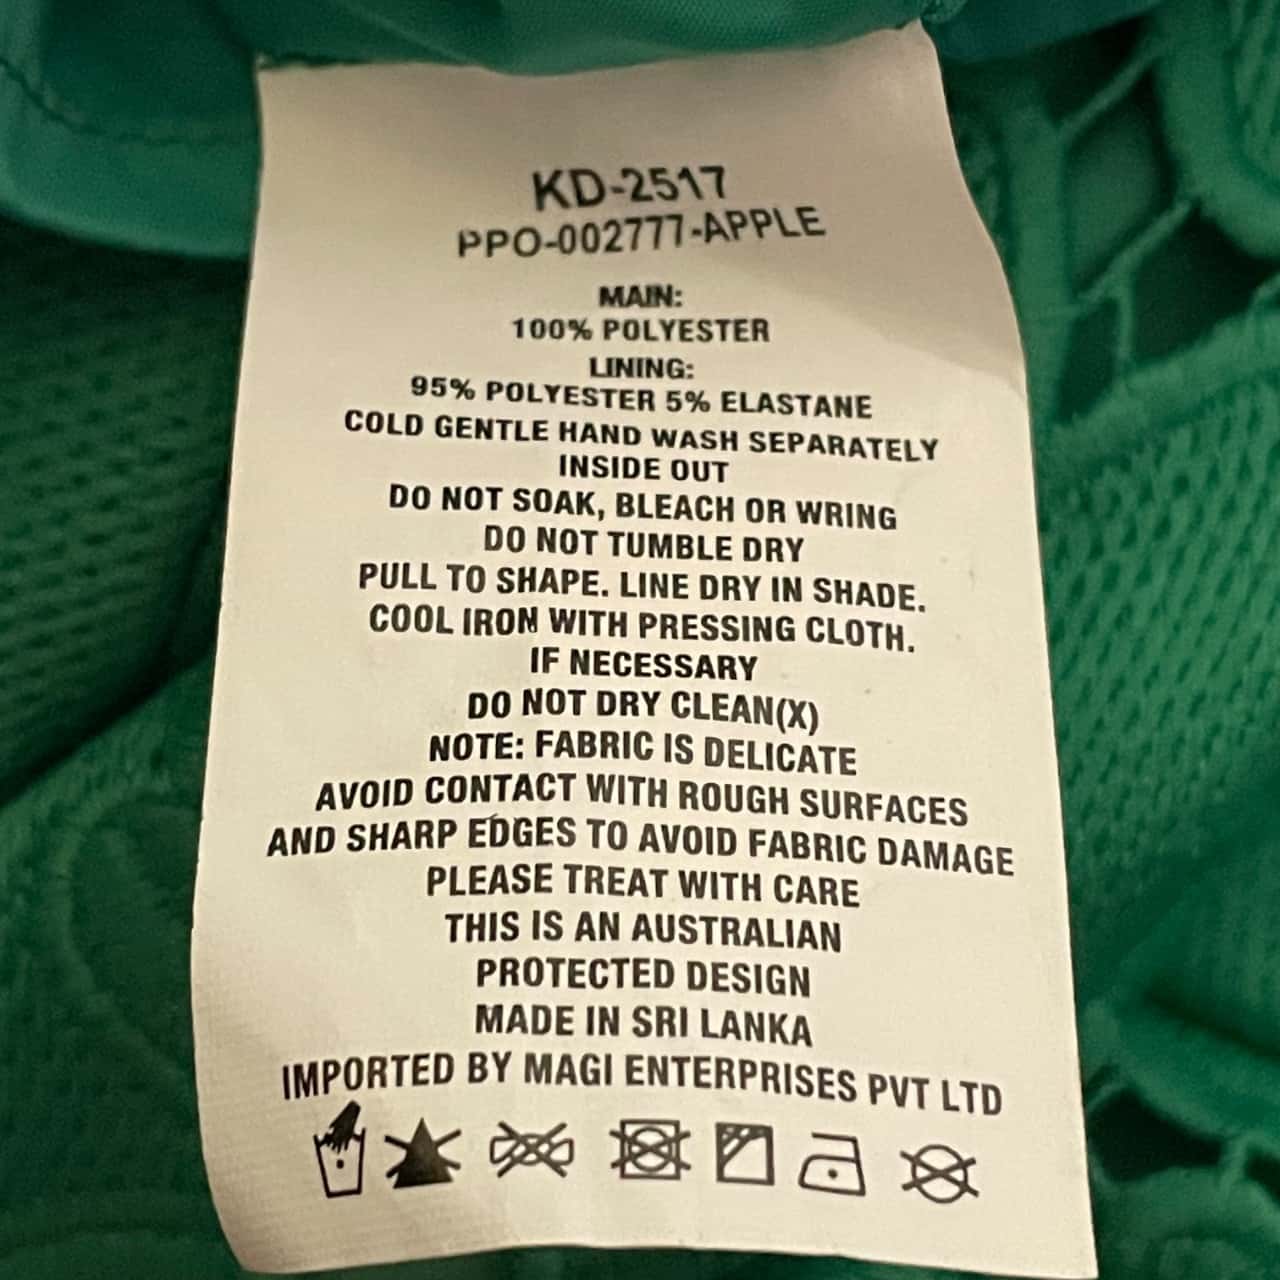 KD-2517
PPO-002777-APPLE
MAIN:
100% POLYESTER
LINING:
95% POLYESTER 5% ELASTANE
COLD GENTLE HAND WASH SEPARATELY
INSIDE OUT
DO NOT SOAK, BLEACH OR WRING
DO NOT TUMBLE DRY
PULL TO SHAPE. LINE DRY IN SHADE.
COOL IRON WITH PRESSING CLOTH.
IF NECESSARY
DO NOT DRY CLEAN(X)
NOTE: FABRIC IS DELICATE
AVOID CONTACT WITH ROUGH SURFACES
AND SHARP EDGES TO AVOID FABRIC DAMAGE
PLEASE TREAT WITH CARE
THIS IS AN AUSTRALIAN
PROTECTED DESIGN
MADE IN SRI LANKA
IMPORTED BY MAGI ENTERPRISES PVT LTD